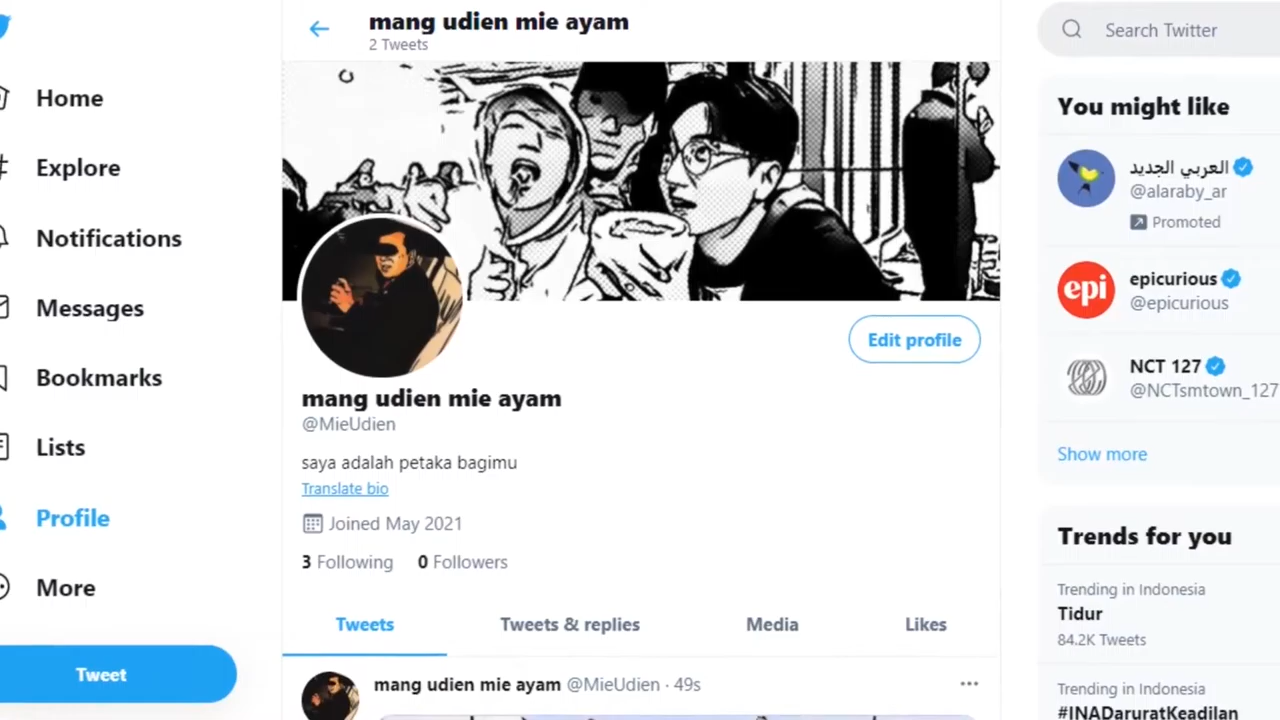 Home
Explore
Notifications
Messages
Bookmarks
Lists
Profile
More
Tweet
mang udien mie ayam
2 Tweets
Edit profile
mang udien mie ayam
@MieUdien
saya adalah petaka bagimu
Translate bio
Joined May 2021
3 Following 0 Followers
Tweets Tweets & replies Media Likes
mang udien mie ayam @MieUdien · 49s
Search Twitter
You might like
العربي الجديد
@alaraby_ar
Promoted
epi
epicurious
@epicurious
NCT 127
@NCTsmtown_127
Show more
Trends for you
Trending in Indonesia
Tidur
84.2K Tweets
Trending in Indonesia
#INADaruratKeadilan